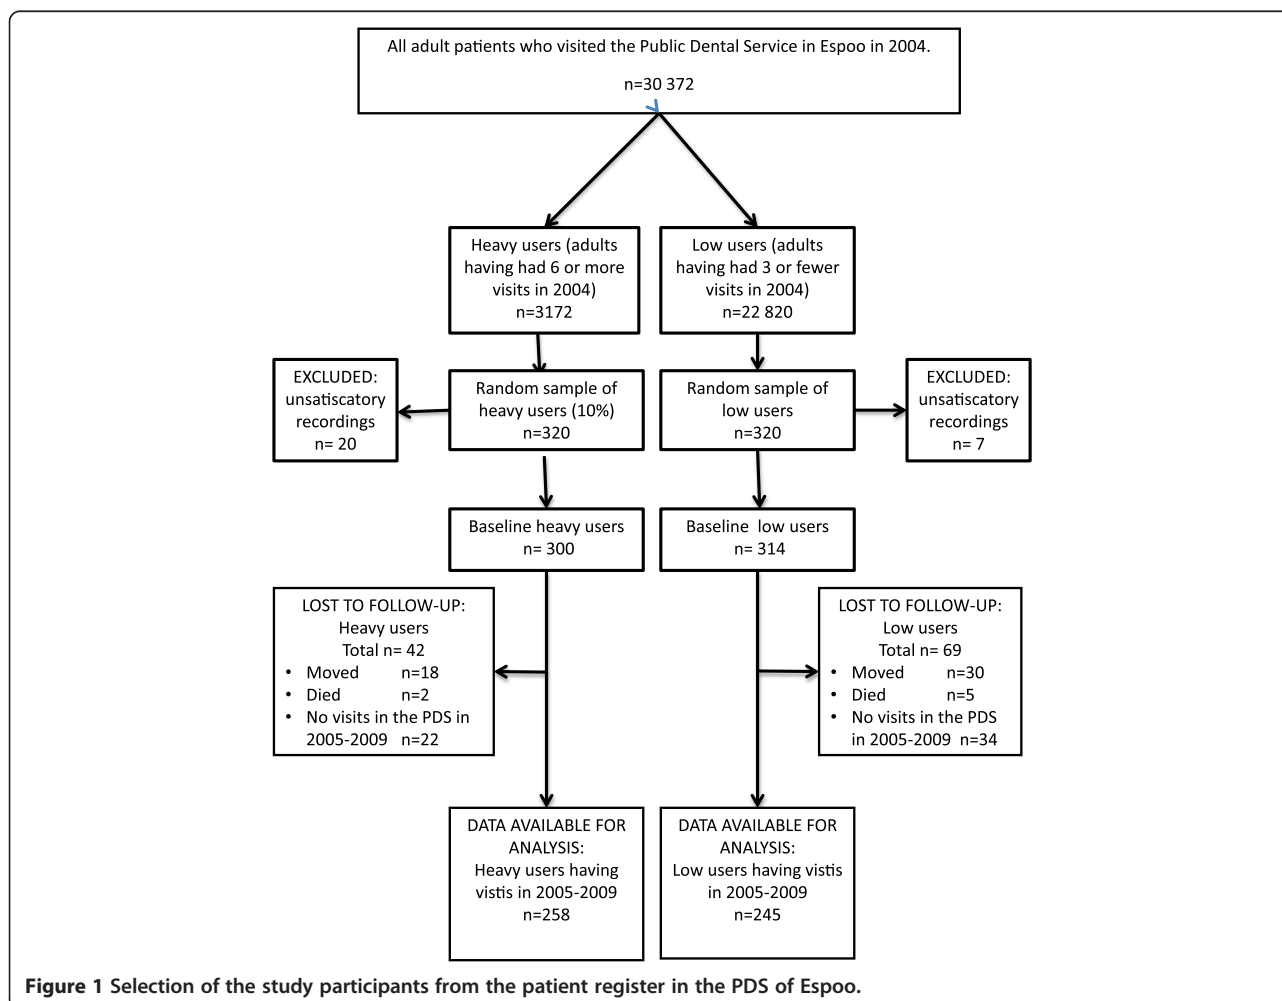 All adult patients who visited the Public Dental Service in Espoo in 2004.
n=30 372
Heavy users (adults
having had 6 or more
visits in 2004)
n=3172
Low users (adults
having had 3 or fewer
visits in 2004)
n=22 820
EXCLUDED:
unsatiscatory
recordings
n= 20
Random sample of
heavy users (10%)
n=320
Random sample of
low users
n=320
EXCLUDED:
unsatiscatory
recordings
n= 7
Baseline heavy users
n= 300
Baseline low users
n= 314
LOST TO FOLLOW-UP:
Heavy users
Total n= 42
• Moved n=18
• Died n=2
• No visits in the PDS in
2005-2009 n=22
LOST TO FOLLOW-UP:
Low users
Total n= 69
• Moved n=30
• Died n=5
• No visits in the PDS
in 2005-2009 n=34
DATA AVAILABLE FOR
ANALYSIS:
Heavy users having
vistis in 2005-2009
n=258
DATA AVAILABLE FOR
ANALYSIS:
Low users having vistis
in 2005-2009
n=245
Figure 1 Selection of the study participants from the patient register in the PDS of Espoo.